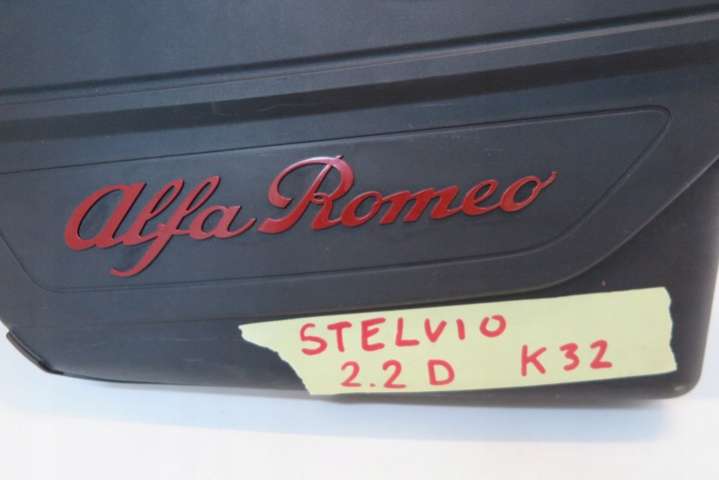 Alfa Romeo
STELVIO
2.2 D K32